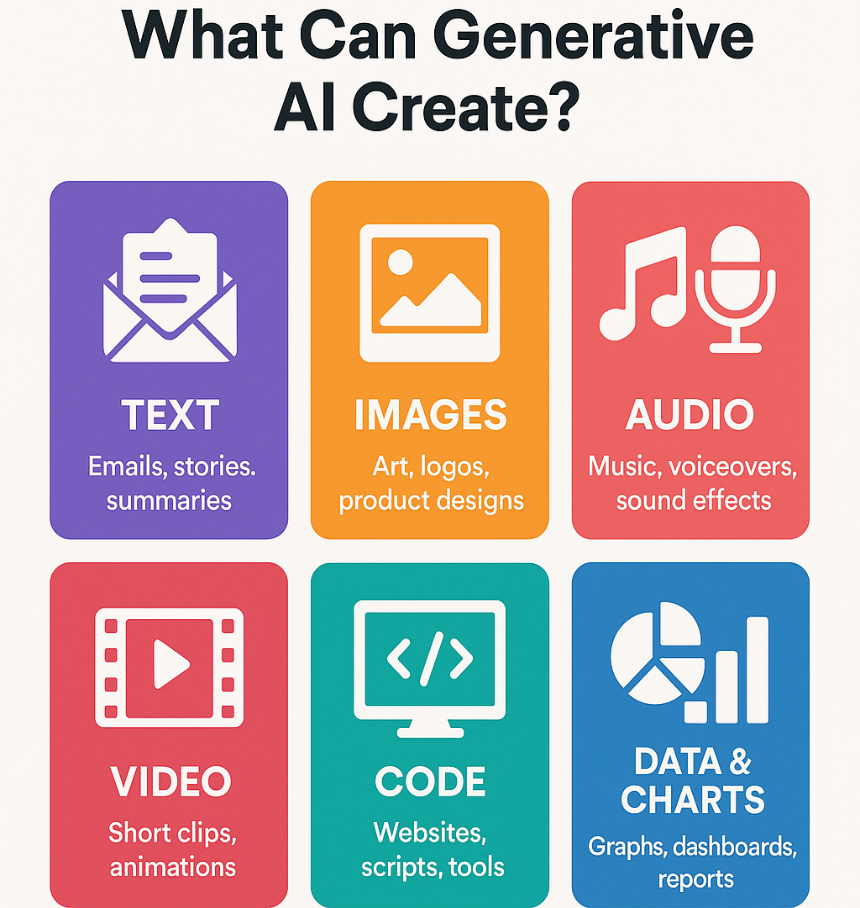 What Can Generative
AI Create?
TEXT
Emails, stories.
summaries
IMAGES
Art, logos,
product designs
AUDIO
Music, voiceovers,
sound effects
VIDEO
Short clips,
animations
CODE
Websites,
scripts, tools
DATA &
CHARTS
Graphs, dashboards,
reports